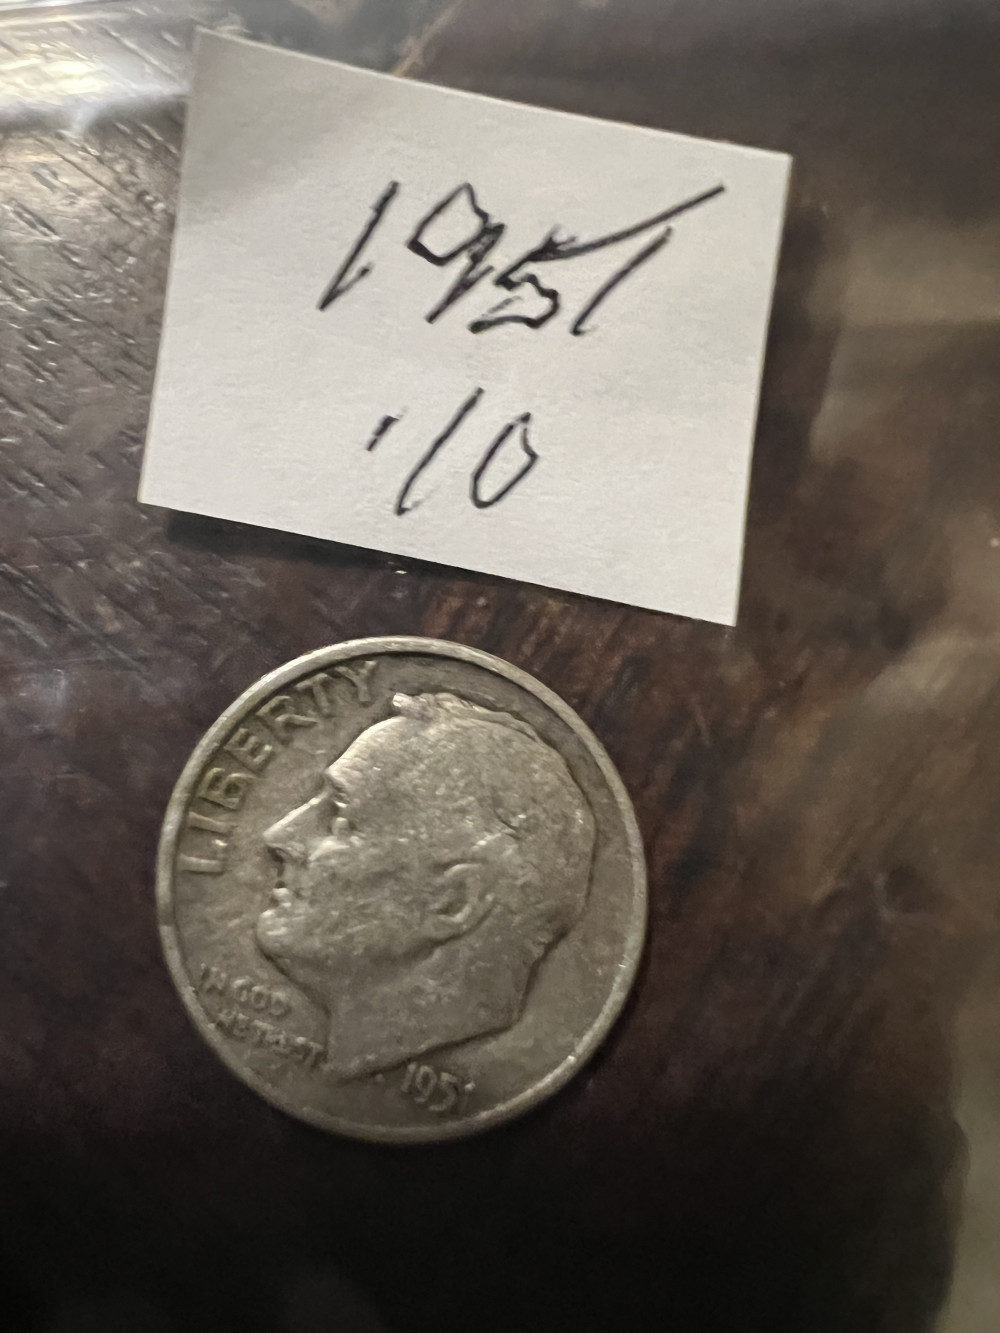 1951
.10
LIBERTY
IN GOD
WE TRUST
1951